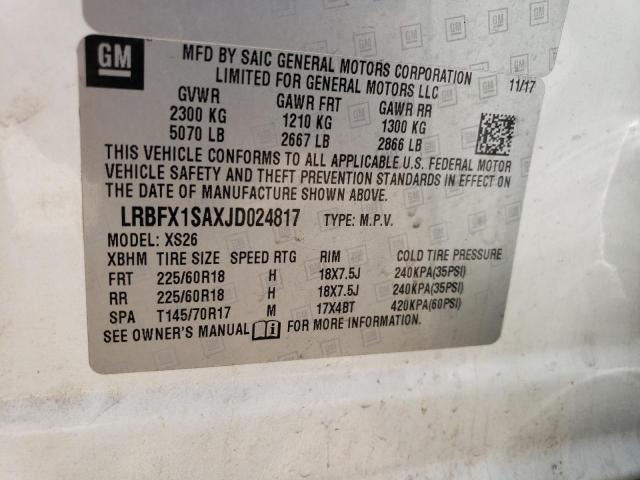 GM
MFD BY SAIC GENERAL MOTORS CORPORATION
LIMITED FOR GENERAL MOTORS LLC
11/17
GVWR GAWR FRT GAWR RR
2300 KG 1210 KG 1300 KG
5070 LB 2667 LB 2866 LB
THIS VEHICLE CONFORMS TO ALL APPLICABLE U.S. FEDERAL MOTOR
VEHICLE SAFETY AND THEFT PREVENTION STANDARDS IN EFFECT ON
THE DATE OF MANUFACTURE SHOWN ABOVE.
LRBFX1SAXJD024817 TYPE: M.P.V.
MODEL: XS26
XBHM TIRE SIZE SPEED RTG RIM COLD TIRE PRESSURE
FRT 225/60R18 H 18X7.5J 240KPA(35PSI)
RR 225/60R18 H 18X7.5J 240KPA(35PSI)
SPA T145/70R17 M 17X4BT 420KPA(60PSI)
SEE OWNER'S MANUAL i FOR MORE INFORMATION.